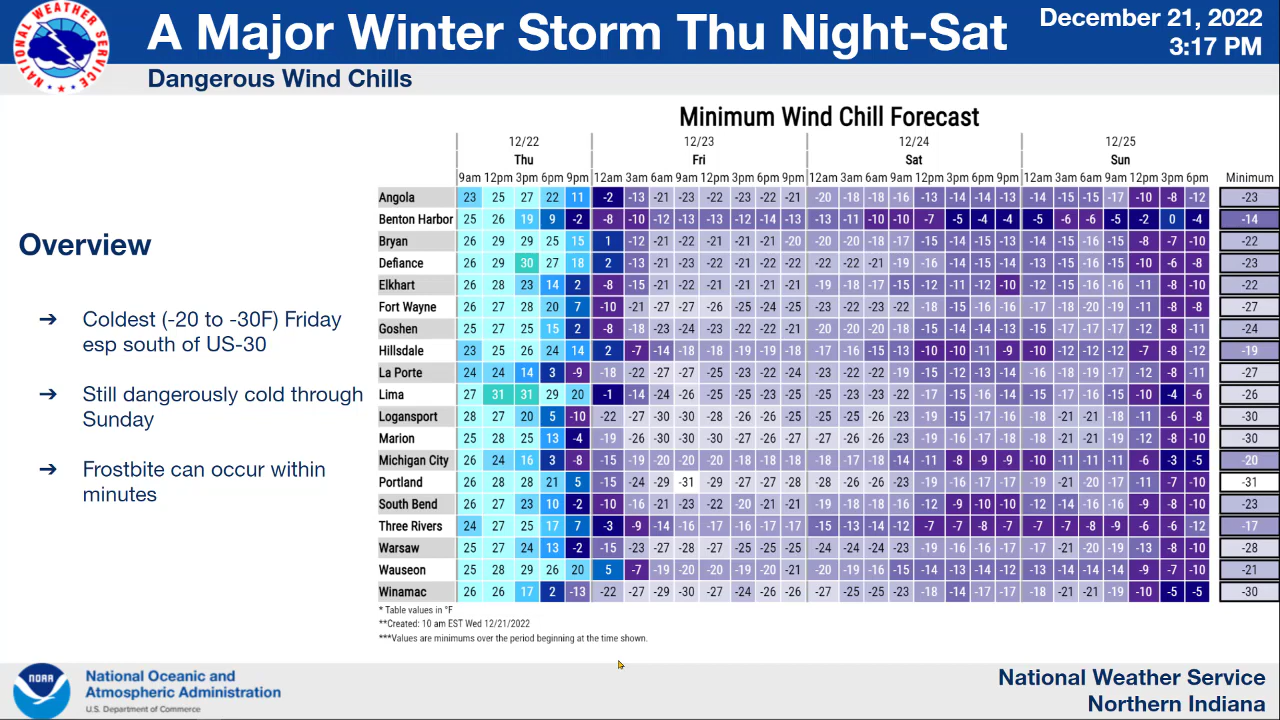 NATIONAL WEATHER SERVICE
A Major Winter Storm Thu Night-Sat
December 21, 2022
3:17 PM
Dangerous Wind Chills
Overview
➔ Coldest (-20 to -30F) Friday
esp south of US-30
➔ Still dangerously cold through
Sunday
➔ Frostbite can occur within
minutes
Minimum Wind Chill Forecast
12/22 12/23 12/24 12/25
Thu Fri Sat Sun
9am 12pm 3pm 6pm 9pm 12am 3am 6am 9am 12pm 3pm 6pm 9pm 12am 3am 6am 9am 12pm 3pm 6pm 9pm 12am 3am 6am 9am 12pm 3pm 6pm Minimum
Angola 23 25 27 22 11 -2 -13 -21 -23 -22 -23 -22 -21 -20 -18 -18 -16 -13 -14 -14 -13 -14 -15 -15 -17 -10 -8 -12 -23
Benton Harbor 25 26 19 9 -2 -8 -10 -12 -13 -13 -12 -14 -13 -13 -11 -10 -10 -7 -5 -4 -4 -5 -6 -6 -5 -2 0 -4 -14
Bryan 26 29 29 25 15 1 -12 -21 -22 -21 -21 -21 -20 -20 -20 -18 -17 -15 -14 -15 -14 -14 -15 -16 -15 -8 -7 -10 -22
Defiance 26 29 30 27 18 2 -13 -21 -23 -22 -21 -22 -22 -22 -22 -21 -19 -16 -14 -15 -14 -13 -15 -16 -15 -10 -6 -8 -23
Elkhart 26 28 23 14 2 -8 -15 -21 -22 -21 -21 -21 -21 -19 -18 -17 -15 -12 -11 -12 -10 -12 -15 -16 -16 -11 -8 -10 -22
Fort Wayne 26 27 28 20 7 -10 -21 -27 -27 -26 -25 -24 -25 -23 -23 -23 -22 -18 -15 -16 -16 -17 -18 -20 -19 -11 -8 -8 -27
Goshen 25 27 25 15 2 -8 -18 -23 -24 -23 -22 -22 -21 -20 -20 -20 -18 -15 -14 -14 -13 -15 -17 -17 -17 -12 -8 -11 -24
Hillsdale 23 25 26 24 14 2 -7 -14 -18 -18 -19 -19 -18 -17 -16 -15 -13 -10 -10 -11 -9 -10 -12 -12 -12 -7 -8 -12 -19
La Porte 24 24 14 3 -9 -18 -22 -27 -27 -25 -23 -24 -23 -22 -21 -22 -19 -15 -12 -13 -14 -15 -16 -17 -17 -12 -8 -11 -27
Lima 27 31 31 29 20 -1 -14 -24 -26 -25 -25 -26 -25 -25 -23 -23 -22 -17 -15 -16 -14 -15 -17 -16 -15 -10 -4 -6 -26
Logansport 28 27 20 5 -10 -22 -27 -30 -30 -28 -26 -26 -25 -25 -25 -26 -23 -19 -15 -17 -16 -18 -21 -21 -18 -11 -6 -8 -30
Marion 25 28 25 13 -4 -19 -26 -30 -30 -30 -27 -26 -27 -27 -26 -26 -23 -19 -16 -17 -18 -18 -21 -21 -19 -12 -8 -10 -30
Michigan City 26 24 16 3 -8 -15 -19 -20 -20 -20 -18 -18 -18 -18 -17 -18 -14 -11 -8 -9 -9 -10 -11 -11 -11 -6 -3 -5 -20
Portland 26 28 28 21 5 -15 -24 -29 -31 -29 -27 -28 -27 -28 -26 -26 -23 -19 -16 -17 -16 -19 -21 -20 -17 -11 -7 -10 -31
South Bend 26 27 23 10 -2 -10 -16 -21 -23 -22 -20 -21 -20 -19 -18 -18 -16 -12 -9 -10 -10 -12 -14 -16 -16 -9 -8 -10 -23
Three Rivers 24 27 25 17 7 -3 -9 -14 -16 -17 -16 -17 -17 -15 -13 -14 -12 -7 -7 -8 -7 -7 -7 -8 -9 -6 -6 -12 -17
Warsaw 25 27 24 13 -2 -15 -23 -27 -28 -27 -25 -25 -25 -24 -24 -24 -23 -19 -16 -16 -17 -17 -21 -20 -19 -13 -8 -10 -28
Wauseon 25 28 29 26 20 5 -7 -19 -20 -20 -19 -20 -21 -20 -20 -19 -15 -14 -13 -14 -12 -13 -14 -14 -14 -9 -7 -10 -21
Winamac 26 26 17 2 -13 -22 -27 -29 -30 -27 -24 -26 -26 -27 -25 -25 -23 -18 -14 -17 -17 -18 -21 -21 -19 -10 -5 -5 -30
* Table values in °F
**Created: 10 am EST Wed 12/21/2022
***Values are minimums over the period beginning at the time shown.
NOAA
National Oceanic and
Atmospheric Administration
U.S. Department of Commerce
National Weather Service
Northern Indiana